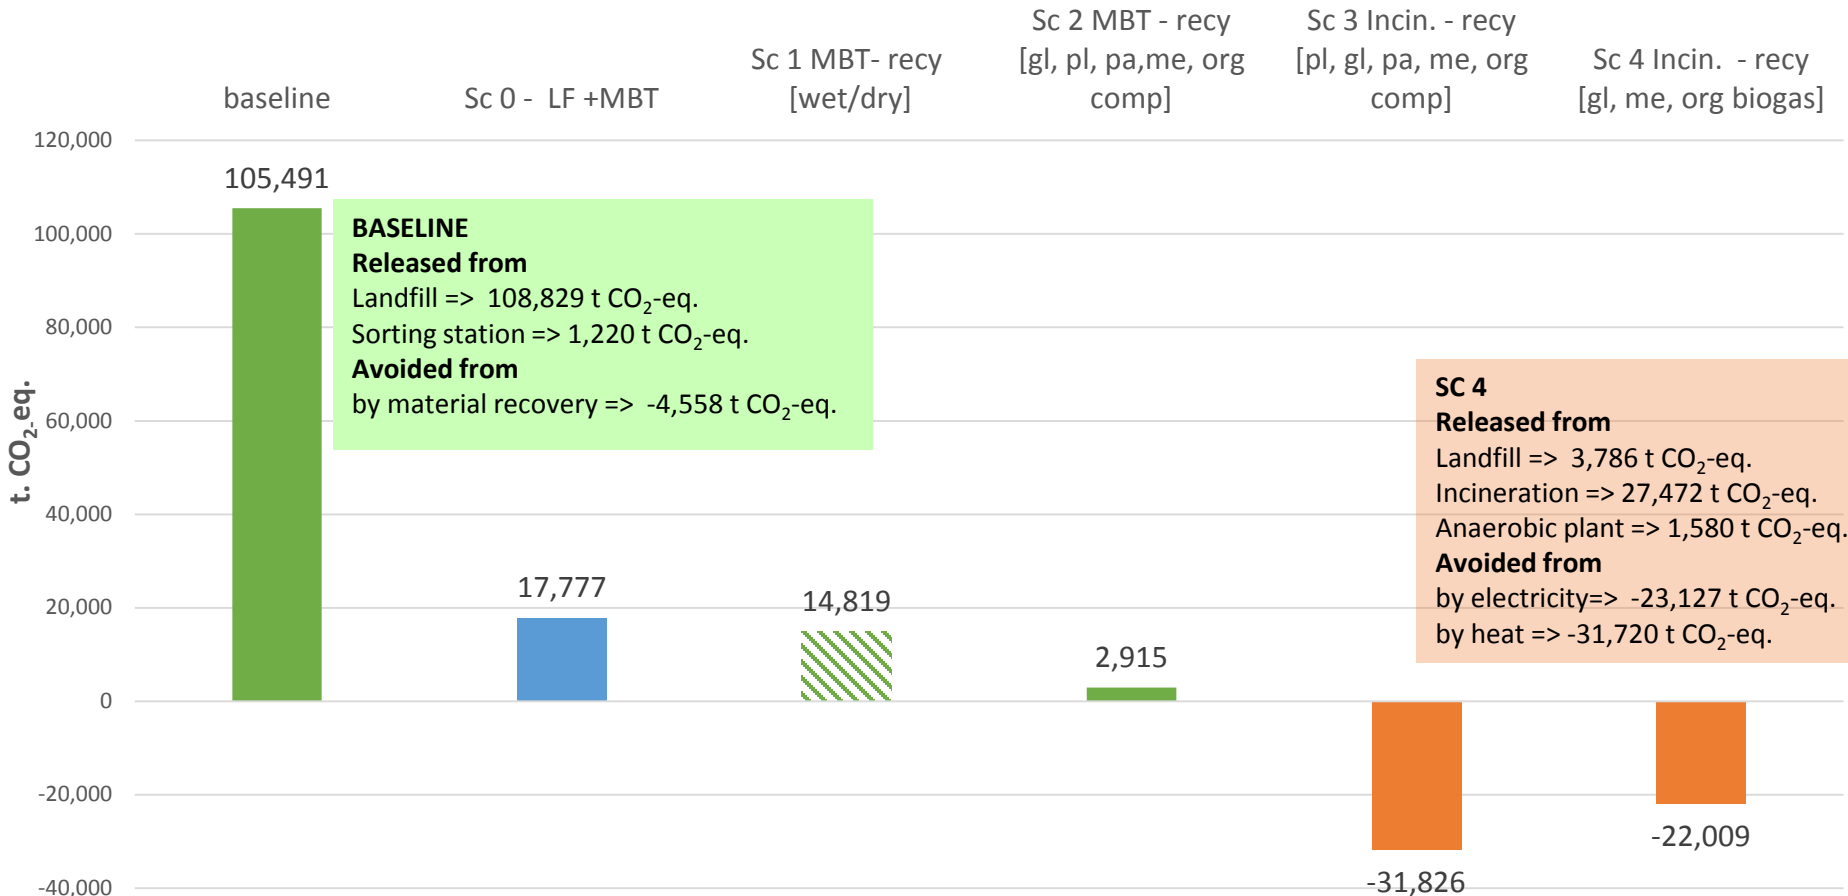 baseline
Sc 0 - LF +MBT
Sc 1 MBT- recy
[wet/dry]
Sc 2 MBT - recy
[gl, pl, pa,me, org
comp]
Sc 3 Incin. - recy
[pl, gl, pa, me, org
comp]
Sc 4 Incin. - recy
[gl, me, org biogas]
t. CO₂-eq.
120,000
100,000
80,000
60,000
40,000
20,000
0
-20,000
-40,000
105,491
17,777
14,819
2,915
-31,826
-22,009
BASELINE
Released from
Landfill => 108,829 t CO₂-eq.
Sorting station => 1,220 t CO₂-eq.
Avoided from
by material recovery => -4,558 t CO₂-eq.
SC 4
Released from
Landfill => 3,786 t CO₂-eq.
Incineration => 27,472 t CO₂-eq.
Anaerobic plant => 1,580 t CO₂-eq.
Avoided from
by electricity=> -23,127 t CO₂-eq.
by heat => -31,720 t CO₂-eq.